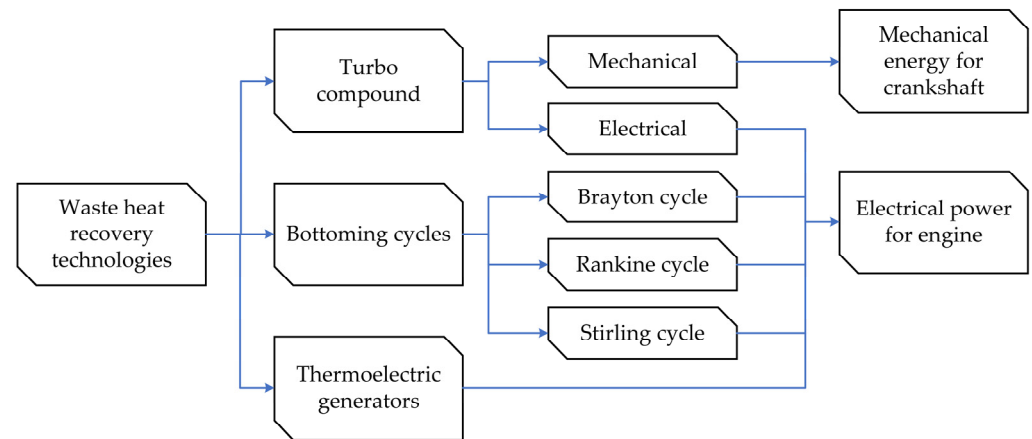 Waste heat
recovery
technologies
Turbo
compound
Bottoming cycles
Thermoelectric
generators
Mechanical
Electrical
Brayton cycle
Rankine cycle
Stirling cycle
Mechanical
energy for
crankshaft
Electrical power
for engine